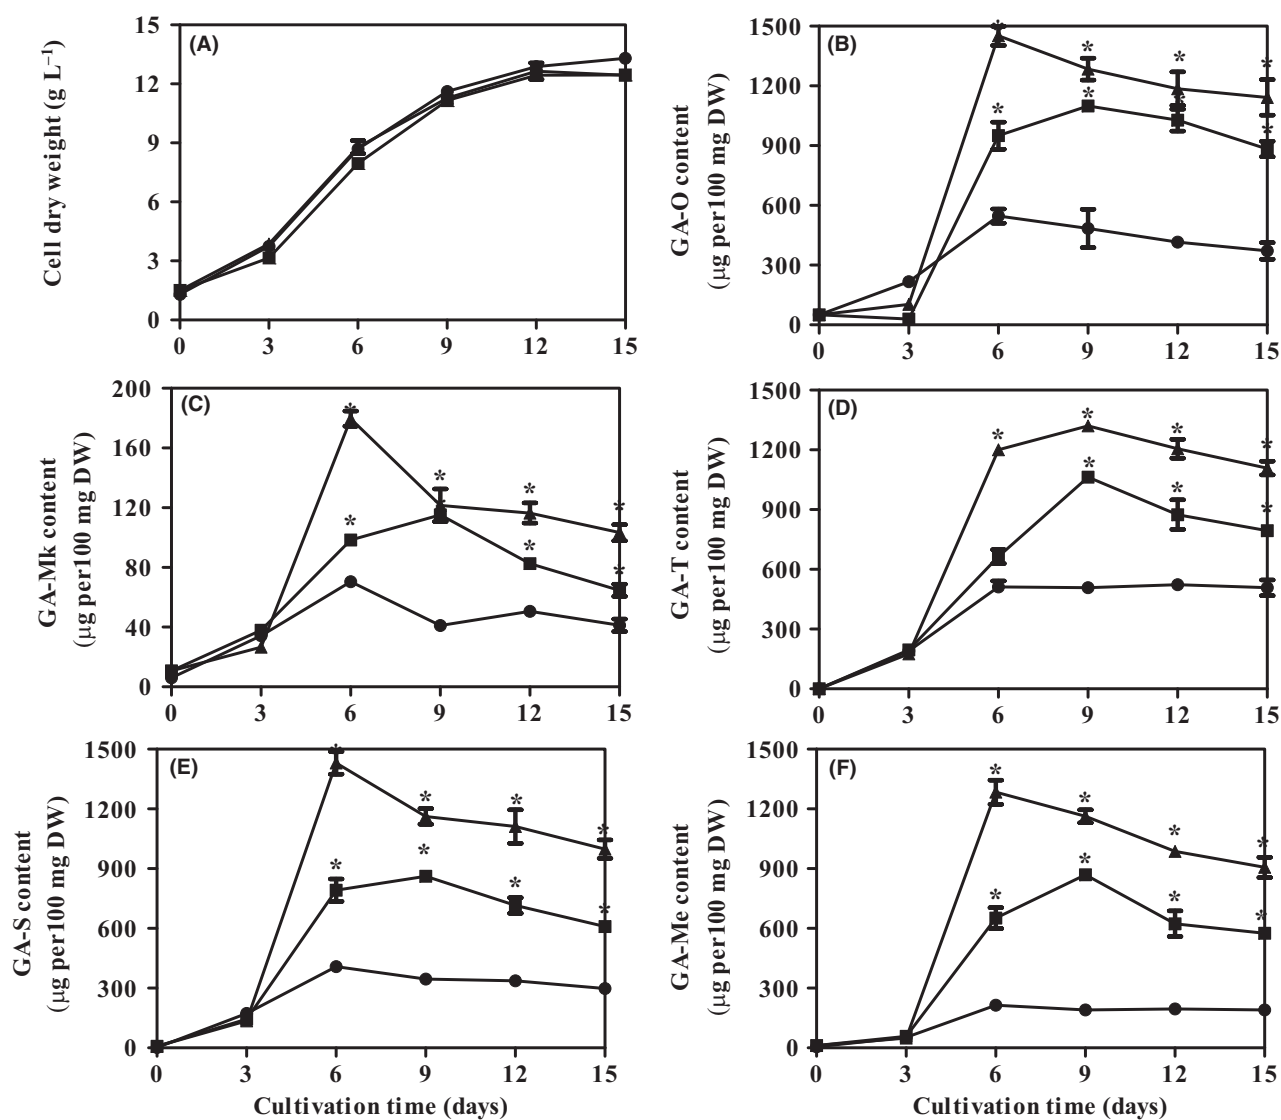 (A)
Cell dry weight (g L⁻¹)
15
12
9
6
3
0
0 3 6 9 12 15
(B)
GA-O content
(µg per100 mg DW)
1500
1200
900
600
300
0
0 3 6 9 12 15
* * * *
* * * *
(C)
GA-Mk content
(µg per100 mg DW)
200
160
120
80
40
0
0 3 6 9 12 15
* * * *
* * *
(D)
GA-T content
(µg per100 mg DW)
1500
1200
900
600
300
0
0 3 6 9 12 15
* * * *
* * *
(E)
GA-S content
(µg per100 mg DW)
1500
1200
900
600
300
0
0 3 6 9 12 15
* * * *
* * * *
Cultivation time (days)
(F)
GA-Me content
(µg per100 mg DW)
1500
1200
900
600
300
0
0 3 6 9 12 15
* * * *
* * * *
Cultivation time (days)